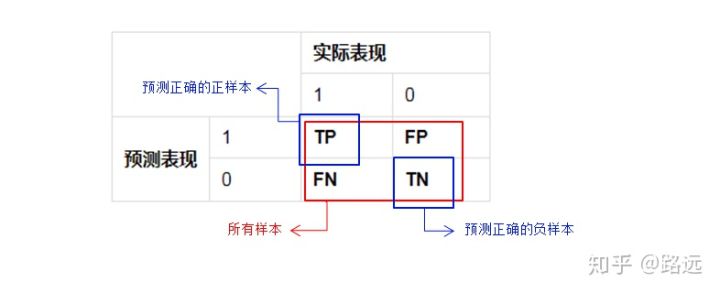 实际表现
预测正确的正样本
1 0
预测表现 1 TP FP
0 FN TN
所有样本 预测正确的负样本
知乎 @路远